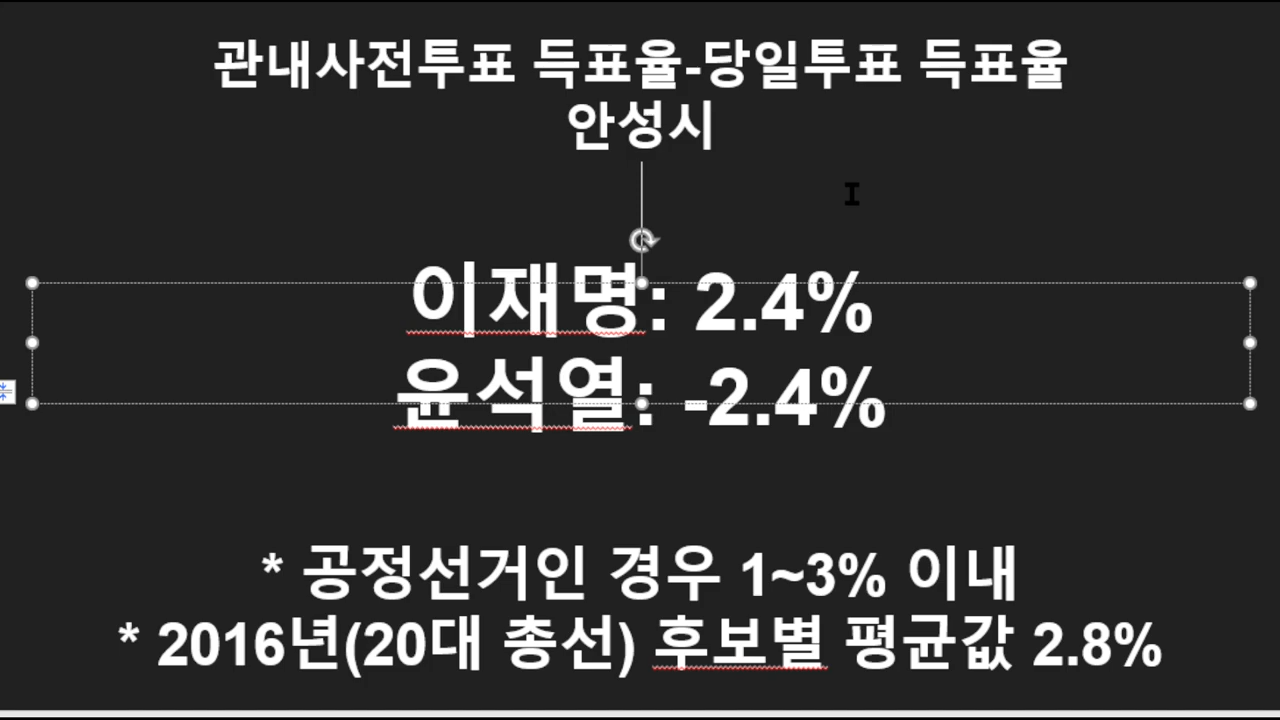 관내사전투표 득표율-당일투표 득표율
안성시
이재명: 2.4%
윤석열: -2.4%
* 공정선거인 경우 1~3% 이내
* 2016년(20대 총선) 후보별 평균값 2.8%